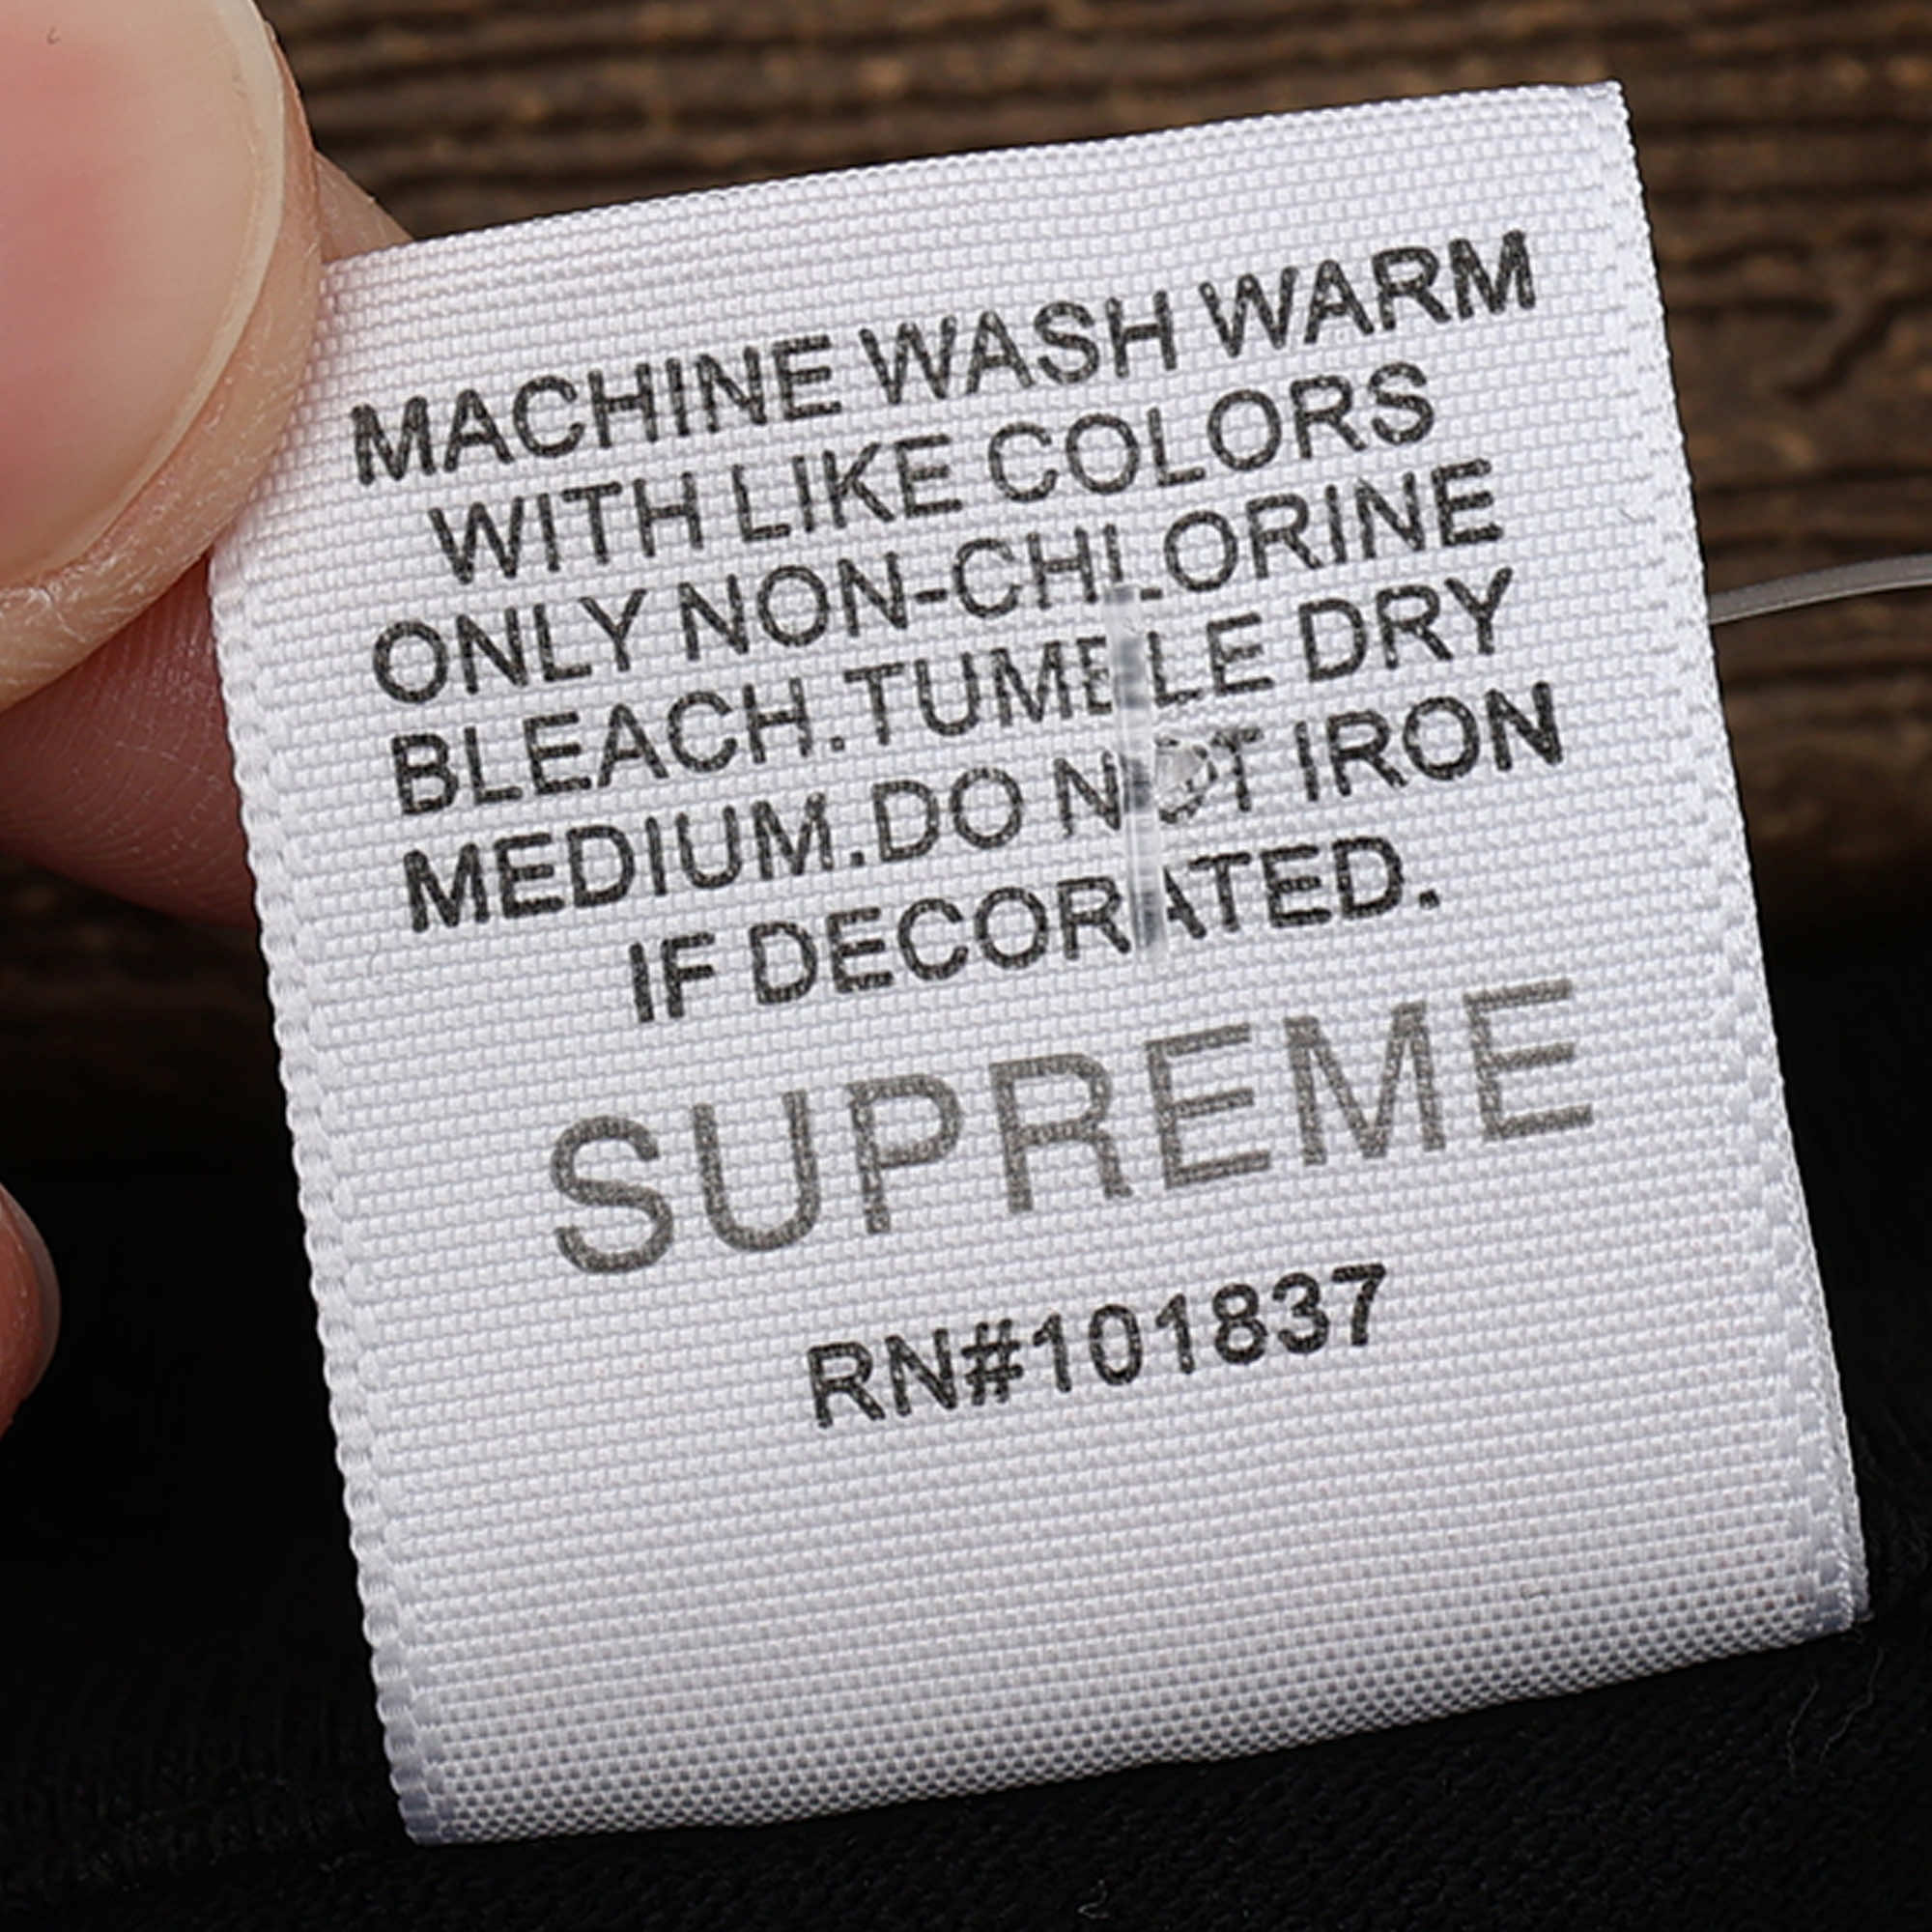 MACHINE WASH WARM
WITH LIKE COLORS
ONLY NON-CHLORINE
BLEACH.TUMBLE DRY
MEDIUM.DO NOT IRON
IF DECORATED.
SUPREME
RN#101837